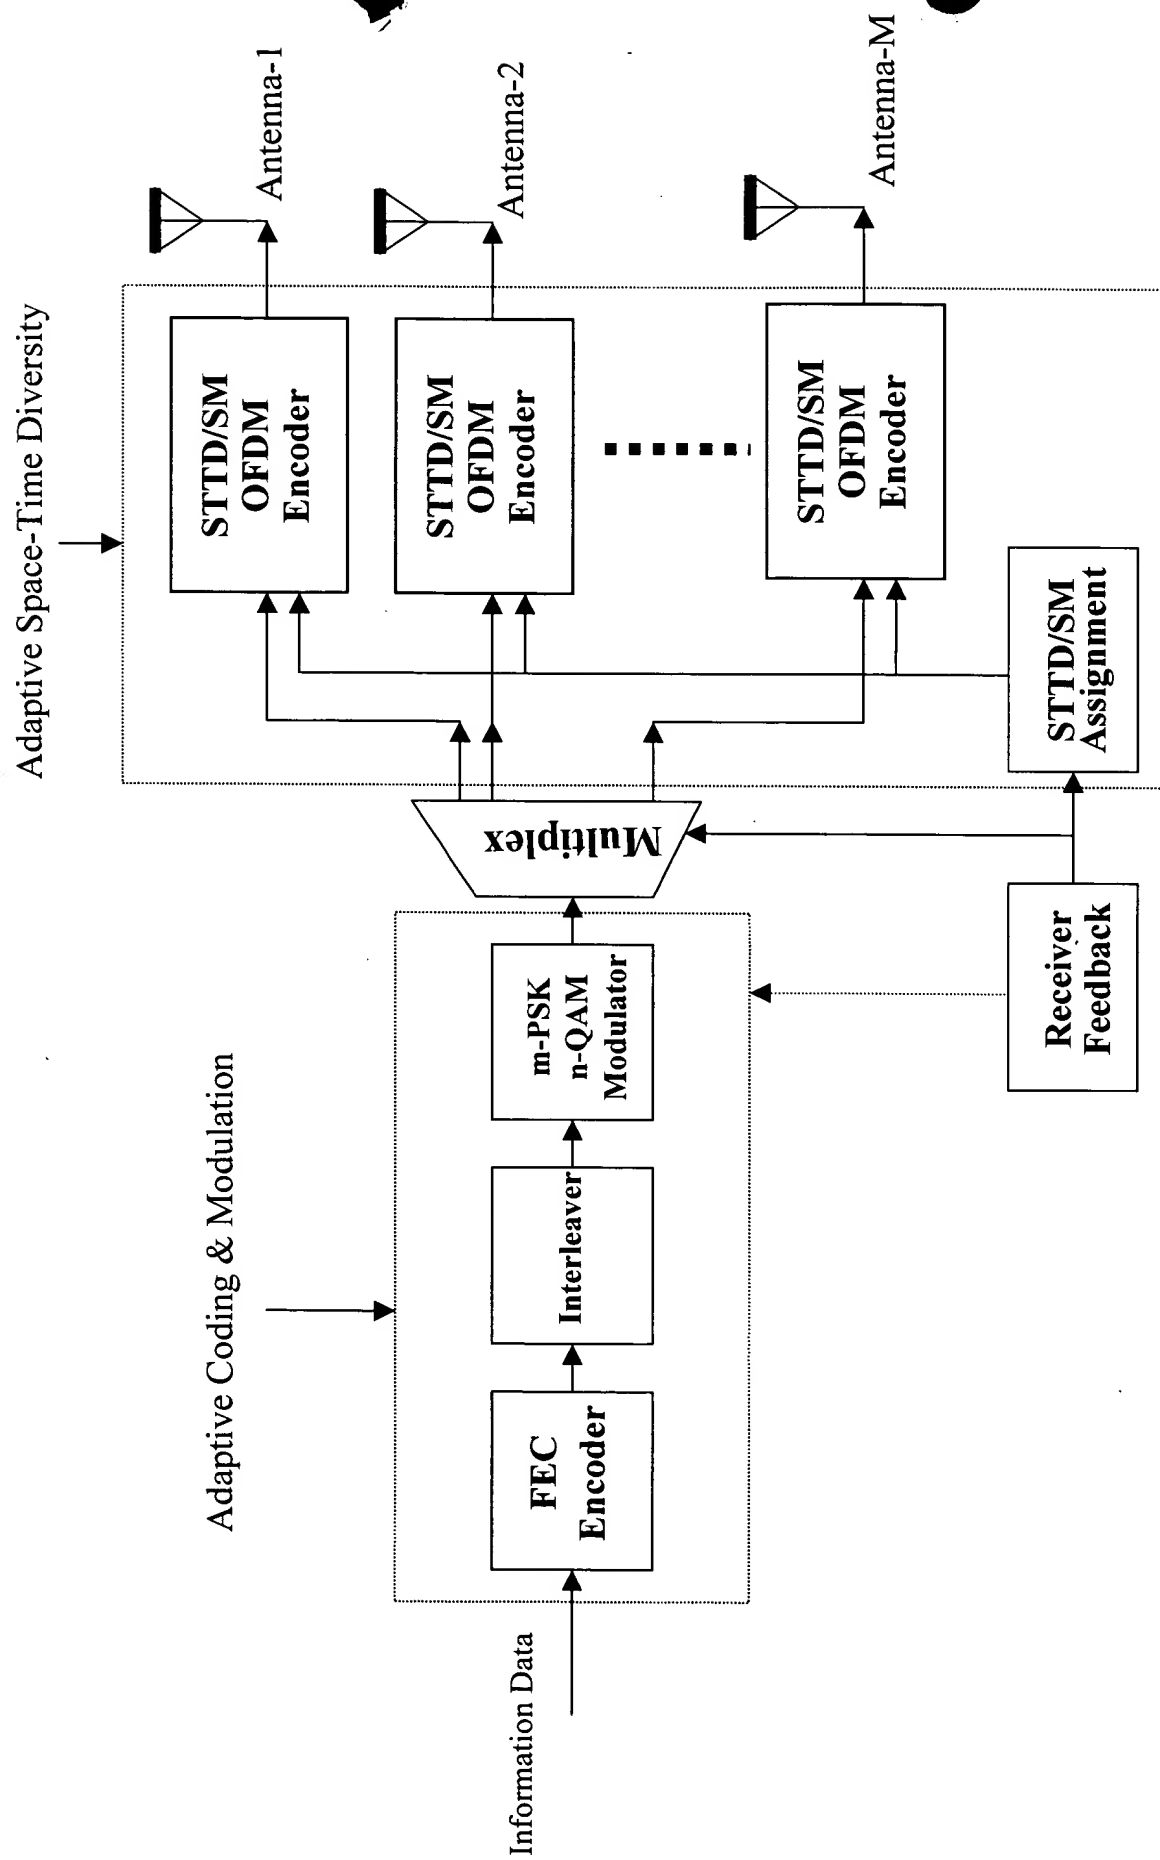 Adaptive Space-Time Diversity
Adaptive Coding & Modulation
Information Data
FEC
Encoder
Interleaver
m-PSK
n-QAM
Modulator
Multiplex
STTD/SM
OFDM
Encoder
Antenna-1
STTD/SM
OFDM
Encoder
Antenna-2
STTD/SM
OFDM
Encoder
Antenna-M
Receiver
Feedback
STTD/SM
Assignment